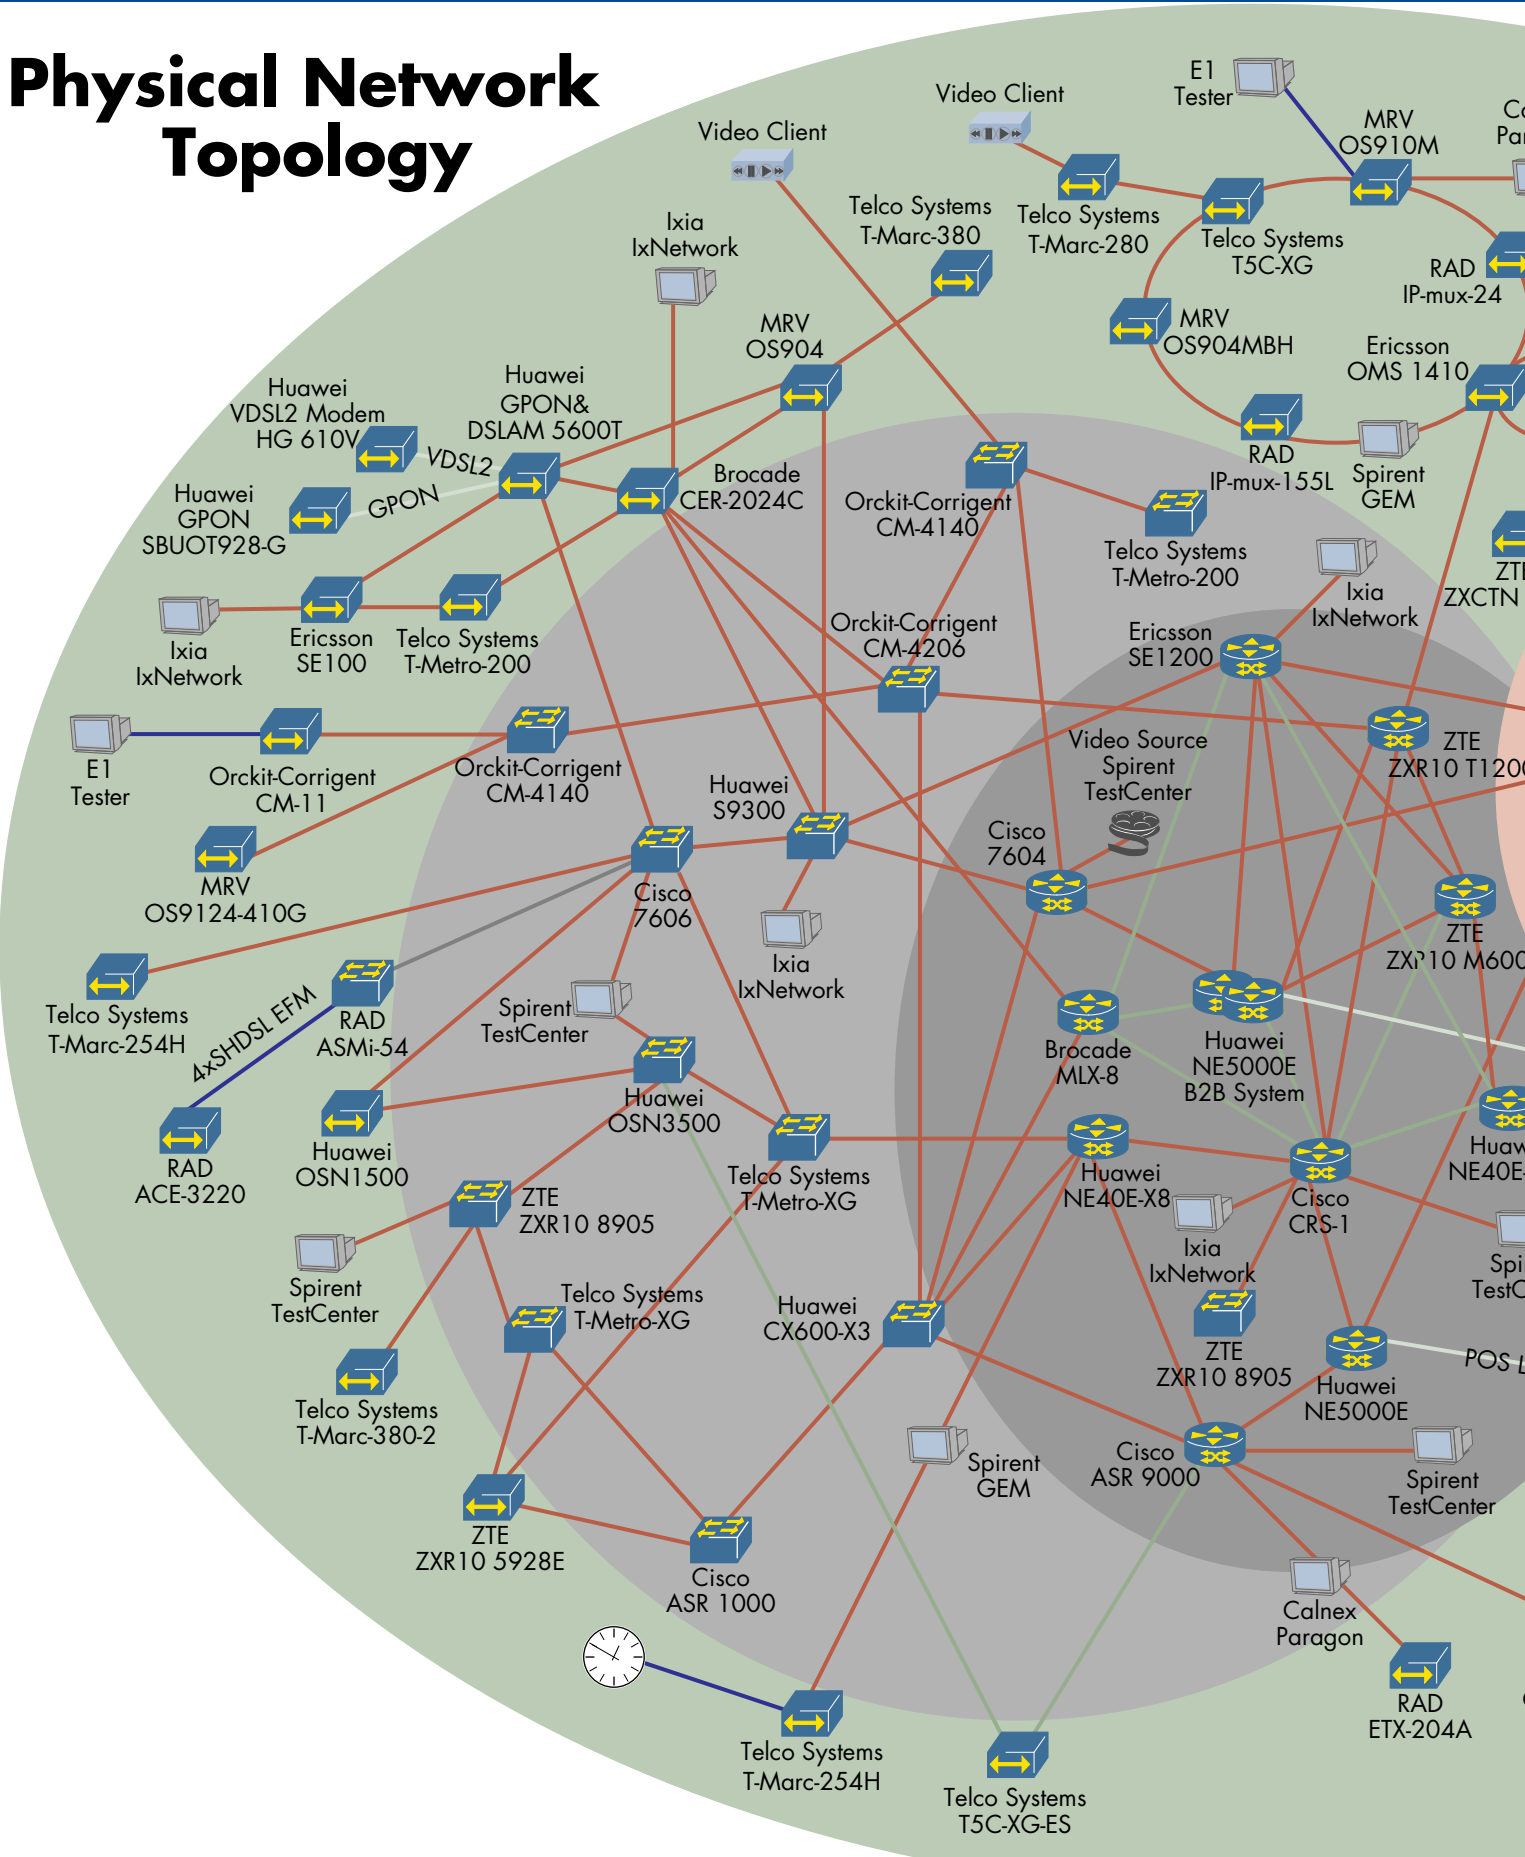 Physical Network
Topology
E1
Tester
Video Client
MRV
OS910M
Video Client
Telco Systems
T-Marc-380
Telco Systems
T-Marc-280
Telco Systems
T5C-XG
RAD
IP-mux-24
Ixia
IxNetwork
MRV
OS904
MRV
OS904MBH
Ericsson
OMS 1410
Huawei
VDSL2 Modem
HG 610V
Huawei
GPON&
DSLAM 5600T
VDSL2
GPON
Huawei
GPON
SBUOT928-G
Brocade
CER-2024C
Orckit-Corrigent
CM-4140
RAD
IP-mux-155L
Spirent
GEM
Telco Systems
T-Metro-200
Ixia
IxNetwork
ZXCTN
Ixia
IxNetwork
Ericsson
SE100
Telco Systems
T-Metro-200
Orckit-Corrigent
CM-4206
Ericsson
SE1200
E1
Tester
Orckit-Corrigent
CM-11
Orckit-Corrigent
CM-4140
Huawei
S9300
Video Source
Spirent
TestCenter
ZTE
ZXR10 T1200
Cisco
7604
MRV
OS9124-410G
Cisco
7606
Ixia
IxNetwork
ZTE
ZXR10 M600
Telco Systems
T-Marc-254H
4xSHDSL EFM
RAD
ASMi-54
Spirent
TestCenter
Brocade
MLX-8
Huawei
NE5000E
B2B System
Huawei
OSN3500
RAD
ACE-3220
Huawei
OSN1500
Telco Systems
T-Metro-XG
Huawei
NE40E-X8
Cisco
CRS-1
NE40E-
ZTE
ZXR10 8905
Ixia
IxNetwork
Spirent
TestCenter
Telco Systems
T-Metro-XG
Huawei
CX600-X3
ZTE
ZXR10 8905
Huawei
NE5000E
POS
Telco Systems
T-Marc-380-2
Spirent
GEM
Cisco
ASR 9000
Spirent
TestCenter
ZTE
ZXR10 5928E
Cisco
ASR 1000
Calnex
Paragon
RAD
ETX-204A
Telco Systems
T-Marc-254H
Telco Systems
T5C-XG-ES